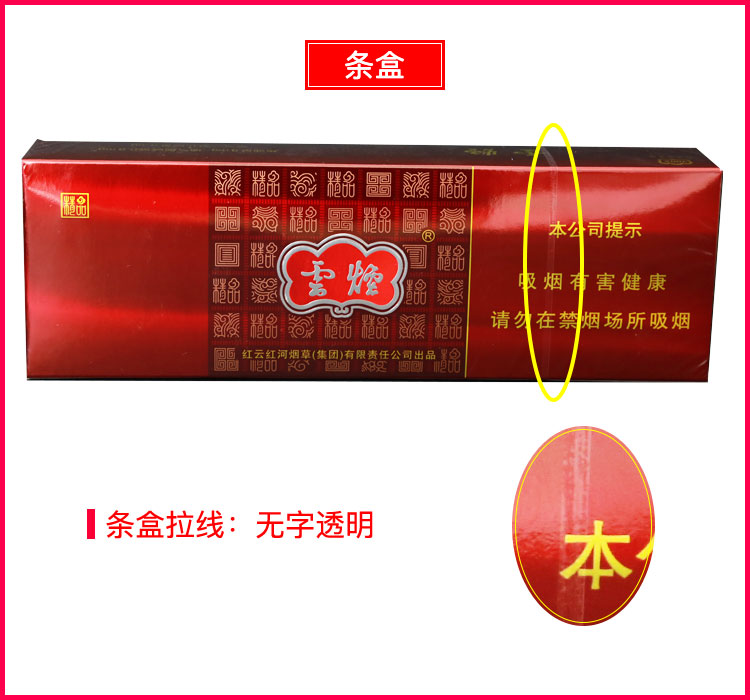 条盒
精品
雲煙
®
红云红河烟草(集团)有限责任公司出品
本公司提示
吸烟有害健康
请勿在禁烟场所吸烟
条盒拉线：无字透明
本